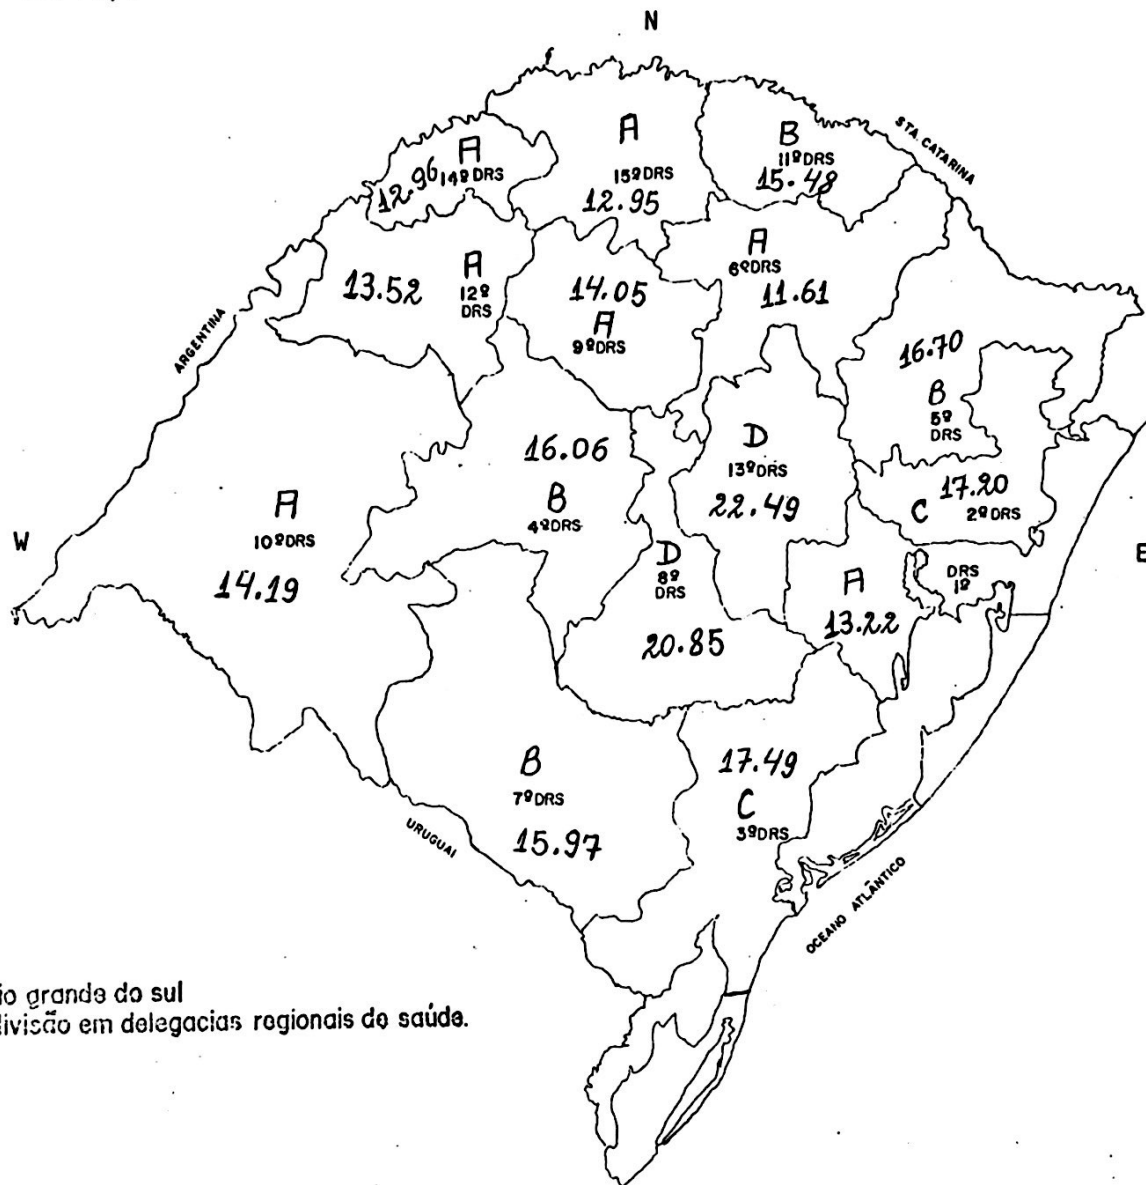 N
STA. CATARINA
A
14º DRS
12.96
A
15º DRS
12.95
B
11º DRS
15.48
A
6º DRS
11.61
13.52
A
12º
DRS
14.05
A
9º DRS
ARGENTINA
16.70
B
5º
DRS
16.06
B
4º DRS
D
13º DRS
22.49
17.20
C
2º DRS
W
A
10º DRS
14.19
D
8º
DRS
20.85
A
13.22
DRS
1º
E
B
7º DRS
15.97
17.49
C
3º DRS
URUGUAI
OCEANO ATLÂNTICO
io grande do sul
ivisão em delegacias regionais de saúde.